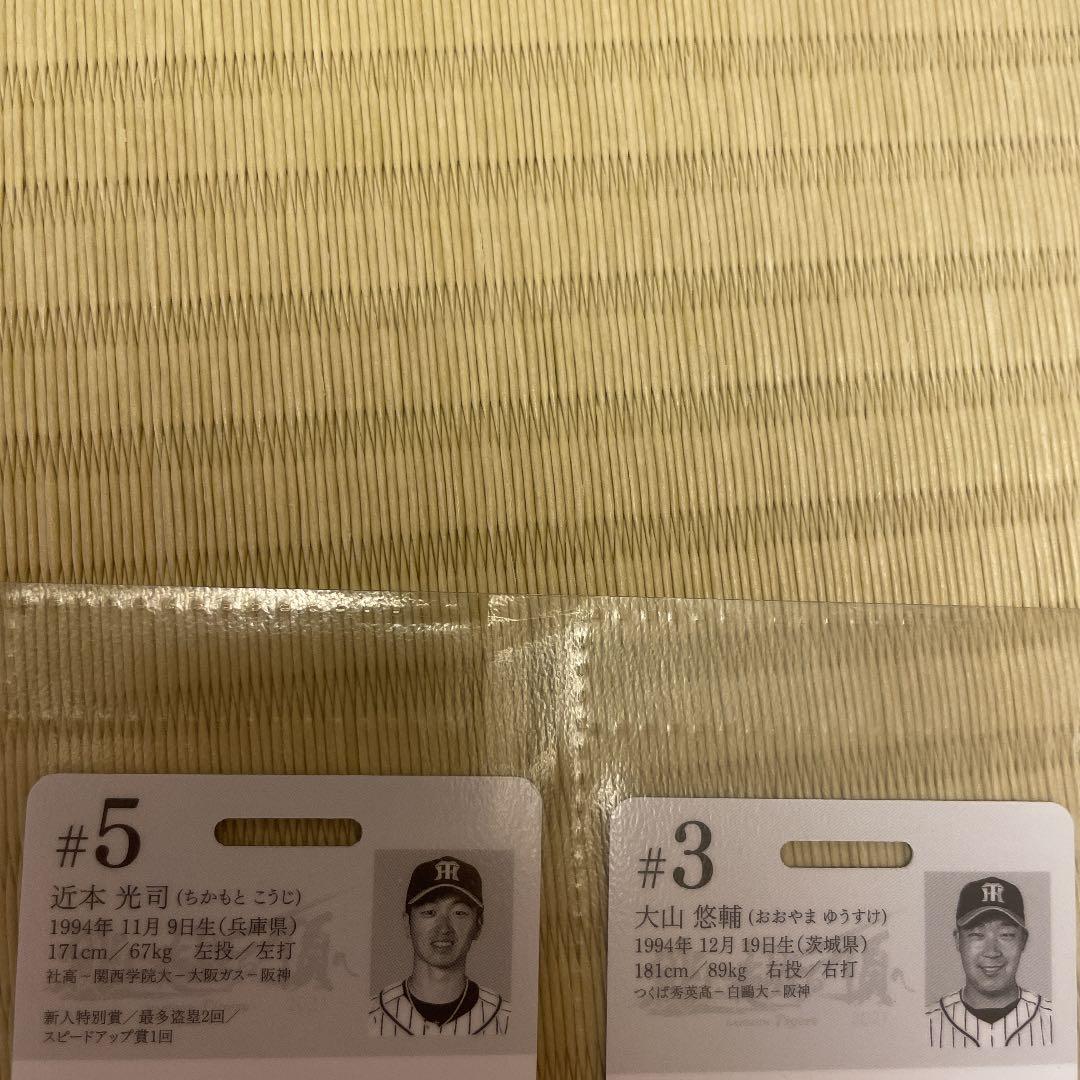 #5
近本 光司 (ちかもと こうじ)
1994年 11月 9日生(兵庫県)
171cm/67kg 左投/左打
社高-関西学院大-大阪ガス-阪神
新人特別賞/最多盗塁2回/
スピードアップ賞1回
#3
大山 悠輔 (おおやま ゆうすけ)
1994年 12月 19日生(茨城県)
181cm/89kg 右投/右打
つくば秀英高-白鷗大-阪神